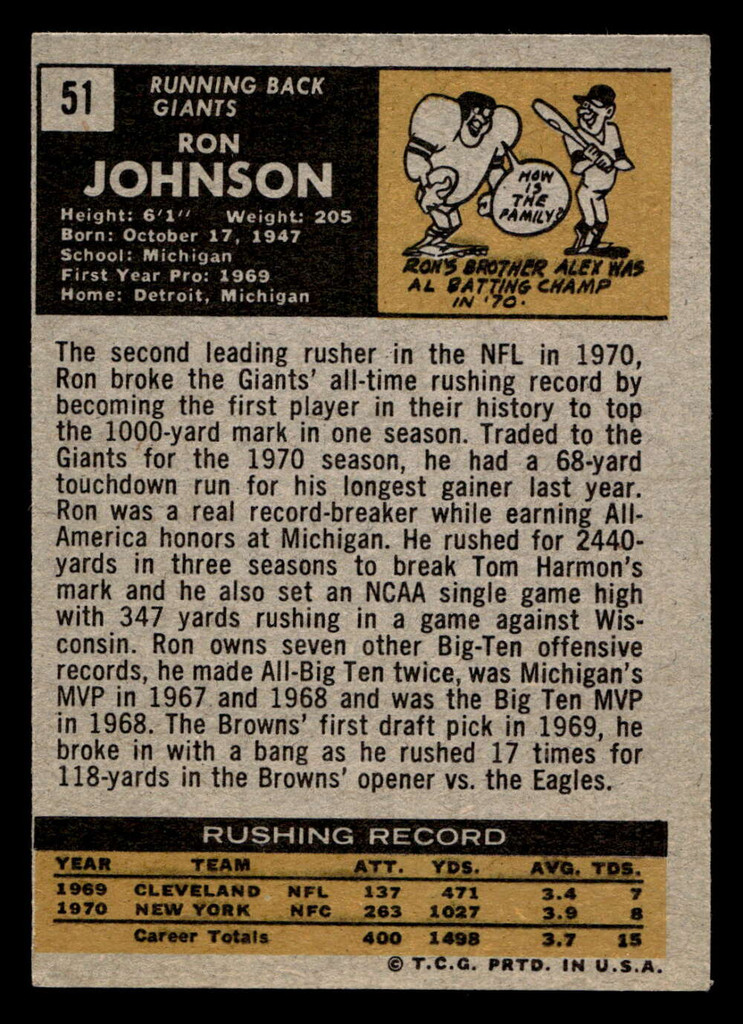 51
RUNNING BACK
GIANTS
RON
JOHNSON
Height: 6'1" Weight: 205
Born: October 17, 1947
School: Michigan
First Year Pro: 1969
Home: Detroit, Michigan
HOW
IS
THE
FAMILY?
RON'S BROTHER ALEX WAS
AL BATTING CHAMP
IN '70.
The second leading rusher in the NFL in 1970,
Ron broke the Giants' all-time rushing record by
becoming the first player in their history to top
the 1000-yard mark in one season. Traded to the
Giants for the 1970 season, he had a 68-yard
touchdown run for his longest gainer last year.
Ron was a real record-breaker while earning All-
America honors at Michigan. He rushed for 2440-
yards in three seasons to break Tom Harmon's
mark and he also set an NCAA single game high
with 347 yards rushing in a game against Wis-
consin. Ron owns seven other Big-Ten offensive
records, he made All-Big Ten twice, was Michigan's
MVP in 1967 and 1968 and was the Big Ten MVP
in 1968. The Browns' first draft pick in 1969, he
broke in with a bang as he rushed 17 times for
118-yards in the Browns' opener vs. the Eagles.
RUSHING RECORD
YEAR TEAM ATT. YDS. AVG. TDS.
1969 CLEVELAND NFL 137 471 3.4 7
1970 NEW YORK NFC 263 1027 3.9 8
Career Totals 400 1498 3.7 15
© T.C.G. PRTD. IN U.S.A.